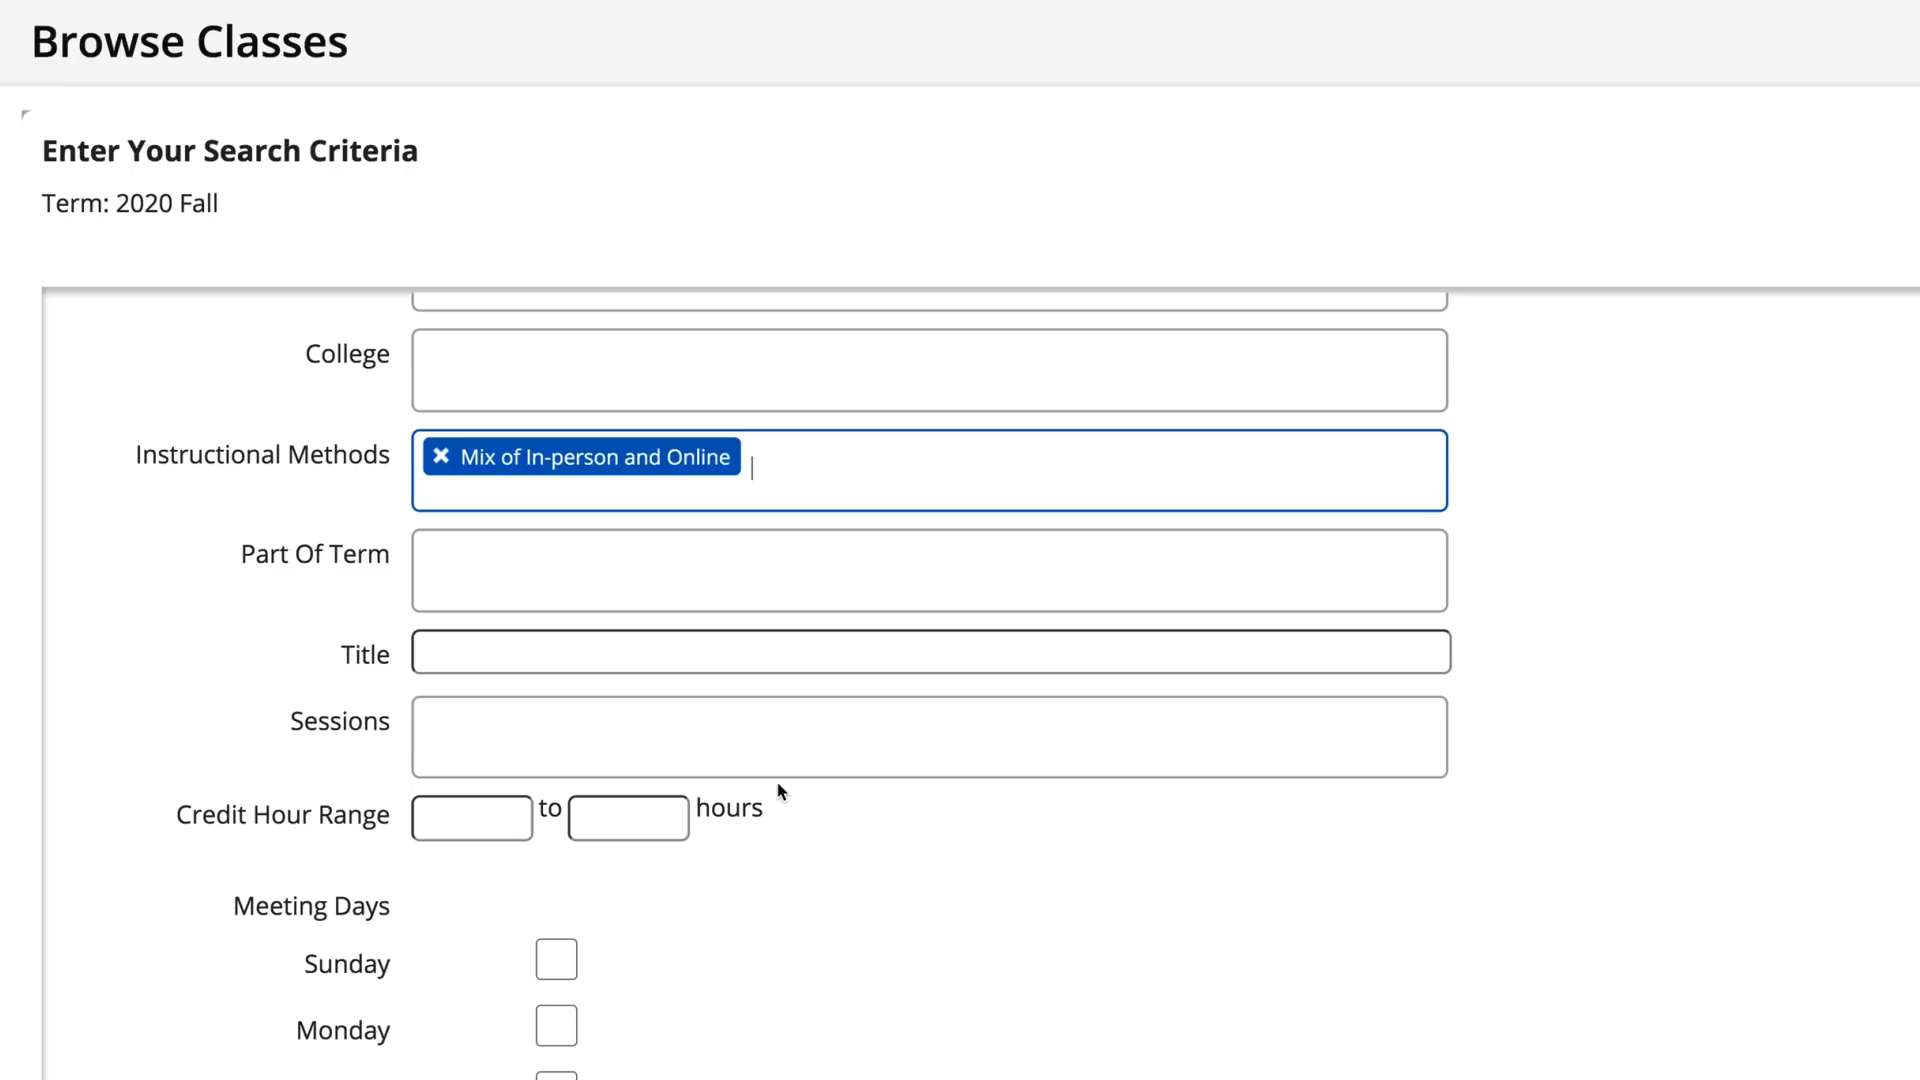 Browse Classes
Enter Your Search Criteria
Term: 2020 Fall
College
Instructional Methods
Mix of In-person and Online
Part Of Term
Title
Sessions
Credit Hour Range to hours
Meeting Days
Sunday
Monday